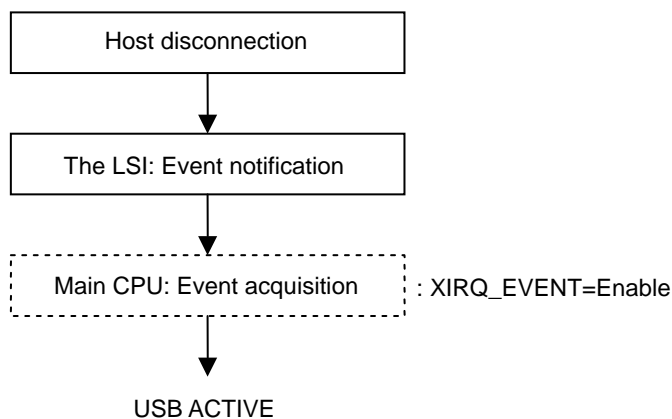 Host disconnection
The LSI: Event notification
Main CPU: Event acquisition : XIRQ_EVENT=Enable
USB ACTIVE